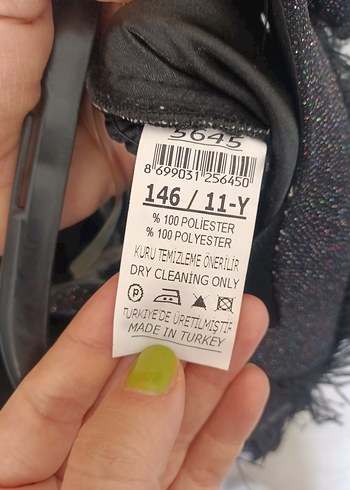 5645
8 699031 256450
146 / 11-Y
% 100 POLİESTER
% 100 POLYESTER
KURU TEMİZLEME ÖNERİLİR
DRY CLEANING ONLY
P
TÜRKİYE'DE ÜRETİLMİŞTİR
MADE IN TURKEY